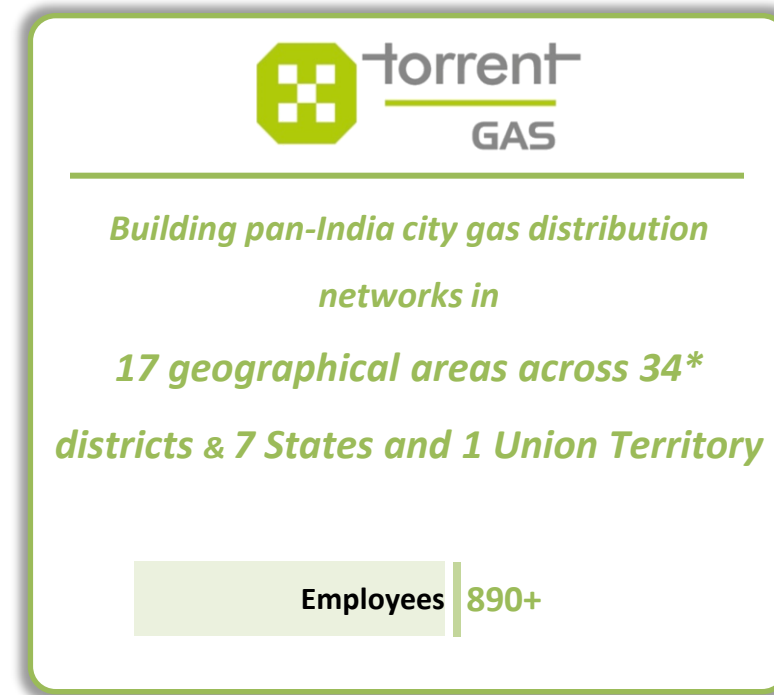 torrent
GAS
Building pan-India city gas distribution
networks in
17 geographical areas across 34*
districts & 7 States and 1 Union Territory
Employees 890+